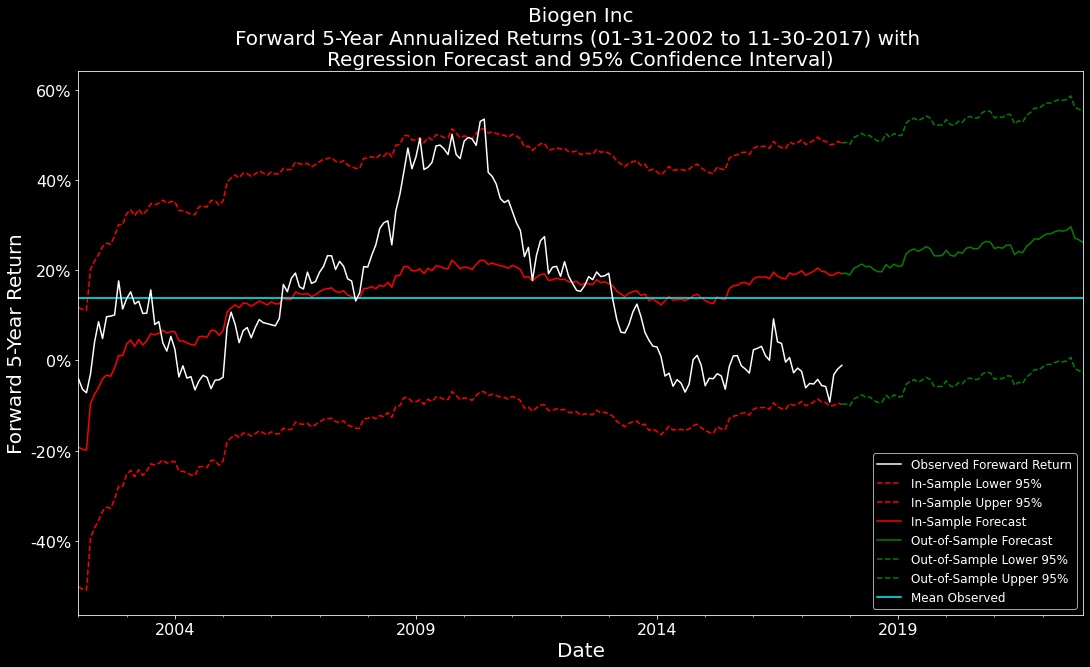 Biogen Inc
Forward 5-Year Annualized Returns (01-31-2002 to 11-30-2017) with
Regression Forecast and 95% Confidence Interval)
60%
40%
20%
0%
-20%
-40%
Forward 5-Year Return
2004
2009
2014
2019
Date
Observed Foreward Return
In-Sample Lower 95%
In-Sample Upper 95%
In-Sample Forecast
Out-of-Sample Forecast
Out-of-Sample Lower 95%
Out-of-Sample Upper 95%
Mean Observed